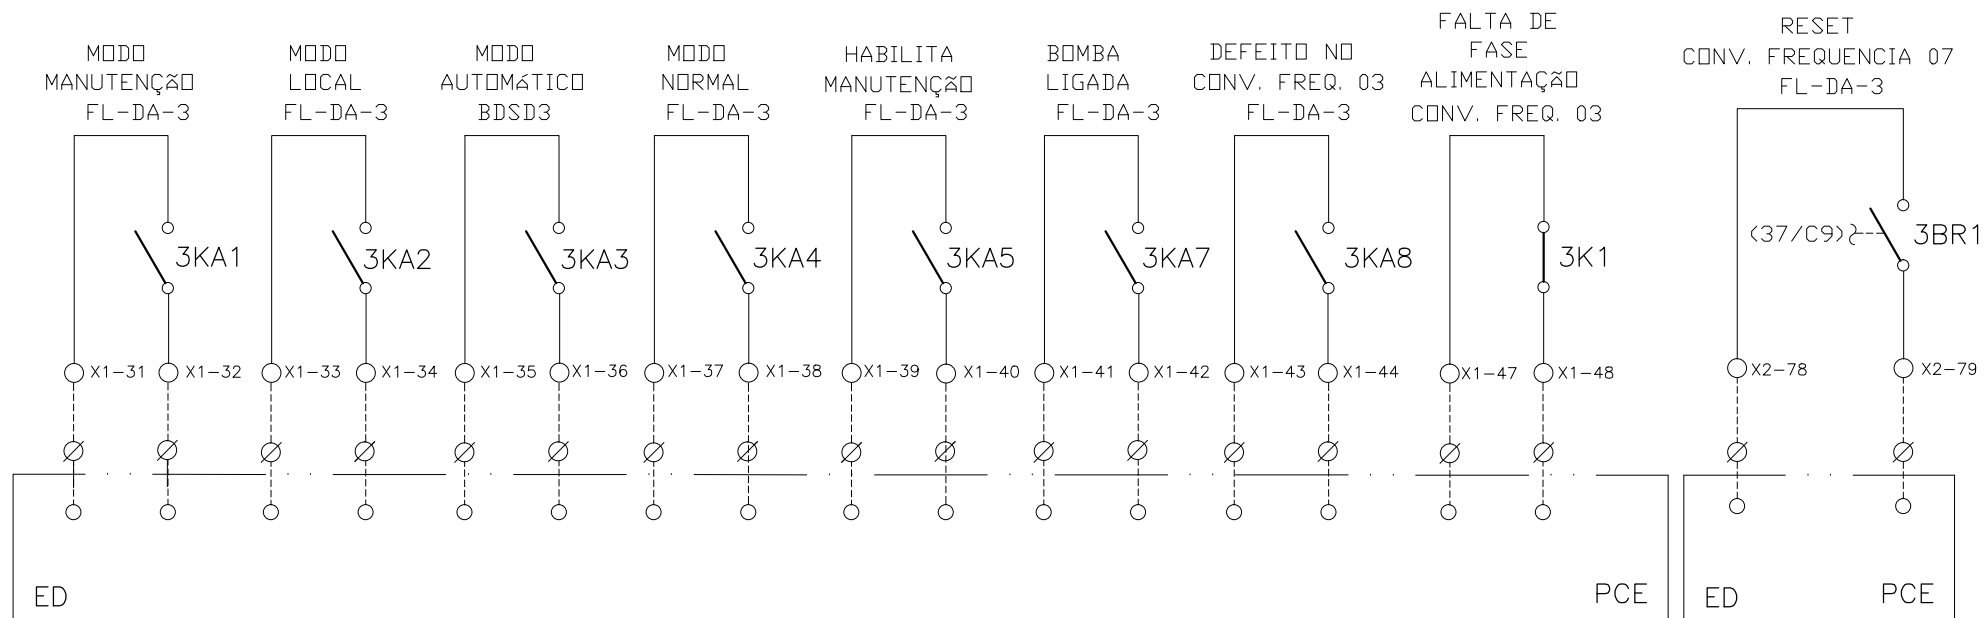 MODO
MANUTENÇÃO
FL-DA-3
MODO
LOCAL
FL-DA-3
MODO
AUTOMÁTICO
BDSD3
MODO
NORMAL
FL-DA-3
HABILITA
MANUTENÇÃO
FL-DA-3
BOMBA
LIGADA
FL-DA-3
DEFEITO NO
CONV. FREQ. 03
FL-DA-3
FALTA DE
FASE
ALIMENTAÇÃO
CONV. FREQ. 03
RESET
CONV. FREQUENCIA 07
FL-DA-3
3KA1
3KA2
3KA3
3KA4
3KA5
3KA7
3KA8
3K1
(37/C9)
3BR1
X1-31
X1-32
X1-33
X1-34
X1-35
X1-36
X1-37
X1-38
X1-39
X1-40
X1-41
X1-42
X1-43
X1-44
X1-47
X1-48
X2-78
X2-79
ED
PCE
ED
PCE